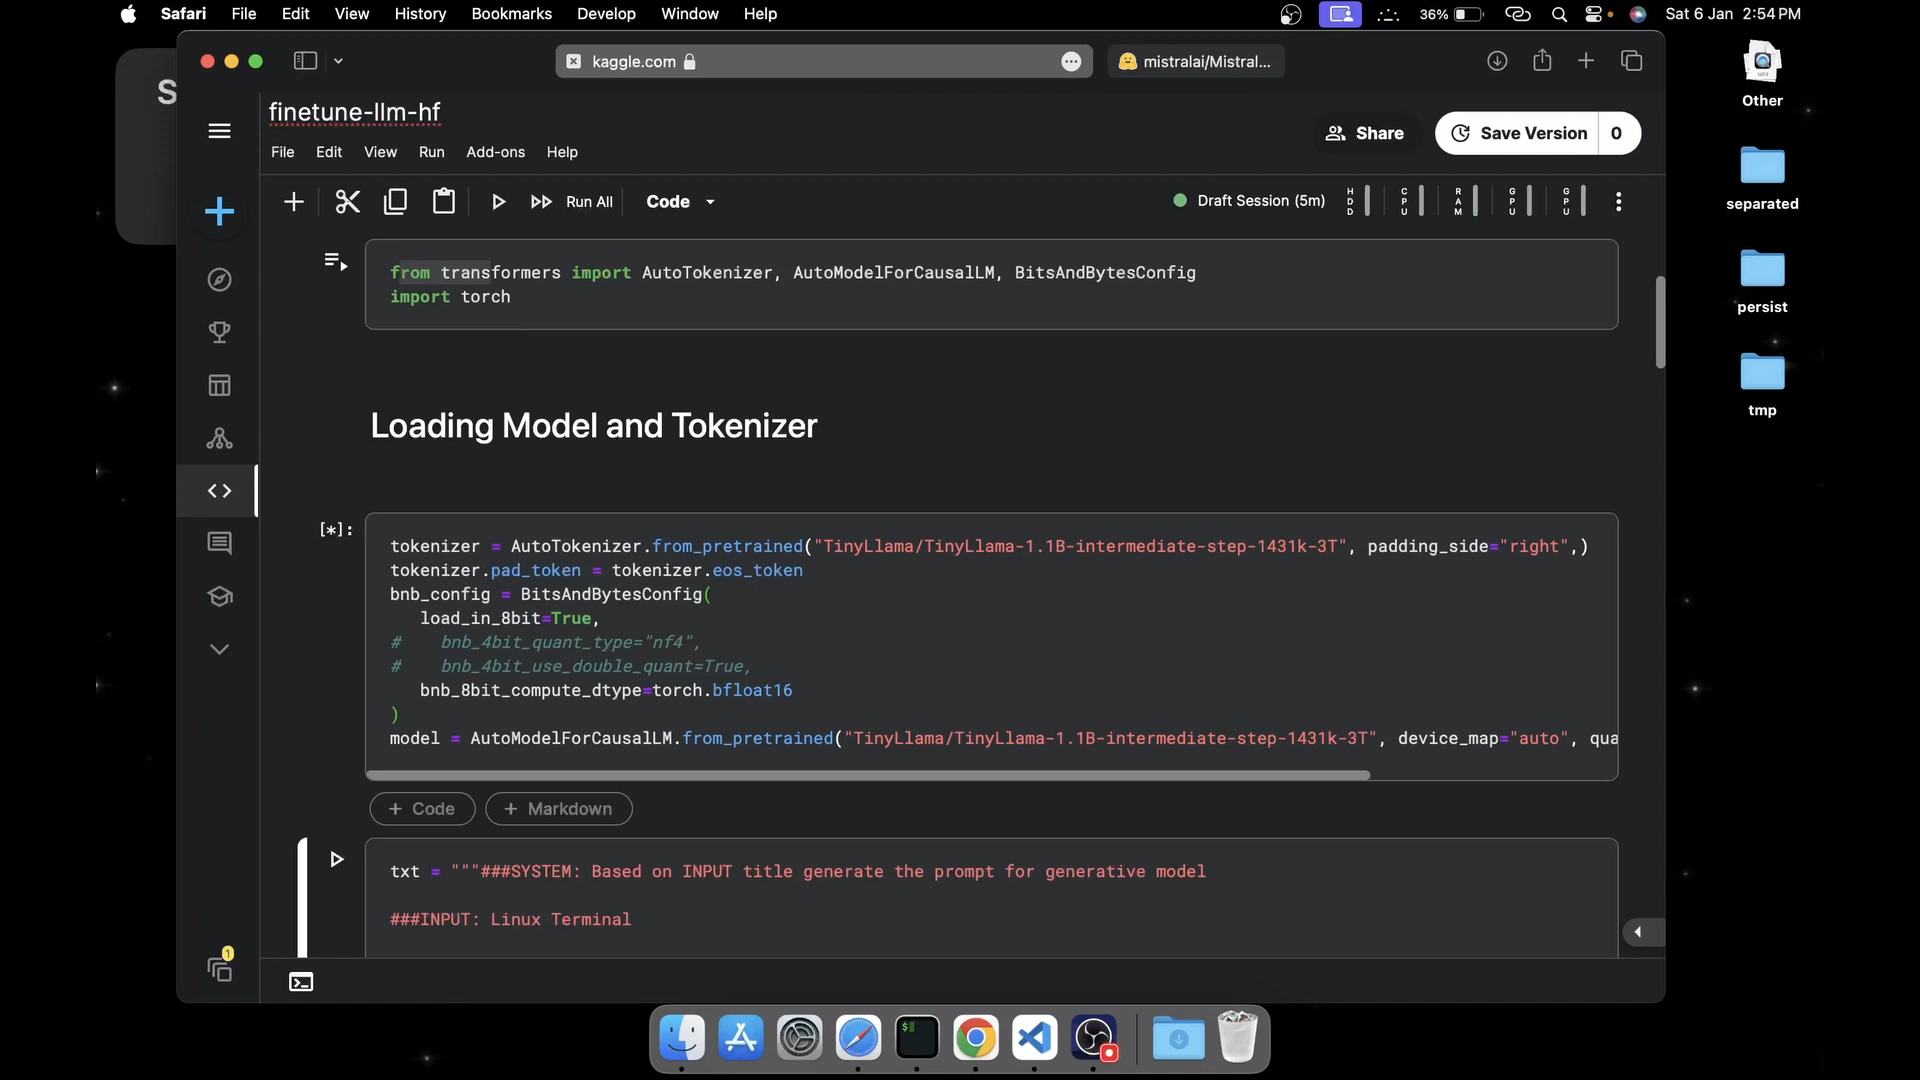 Safari File Edit View History Bookmarks Develop Window Help 36% Sat 6 Jan 2:54 PM
kaggle.com mistralai/Mistral...
S
finetune-llm-hf
Share Save Version 0
File Edit View Run Add-ons Help
Run All Code Draft Session (5m) HDD CPU RAM GPU GPU
from transformers import AutoTokenizer, AutoModelForCausalLM, BitsAndBytesConfig
import torch
Loading Model and Tokenizer
[*]:
tokenizer = AutoTokenizer.from_pretrained("TinyLlama/TinyLlama-1.1B-intermediate-step-1431k-3T", padding_side="right",)
tokenizer.pad_token = tokenizer.eos_token
bnb_config = BitsAndBytesConfig(
load_in_8bit=True,
# bnb_4bit_quant_type="nf4",
# bnb_4bit_use_double_quant=True,
bnb_8bit_compute_dtype=torch.bfloat16
)
model = AutoModelForCausalLM.from_pretrained("TinyLlama/TinyLlama-1.1B-intermediate-step-1431k-3T", device_map="auto", qua
+ Code + Markdown
txt = """###SYSTEM: Based on INPUT title generate the prompt for generative model
###INPUT: Linux Terminal
1
Other
separated
persist
tmp